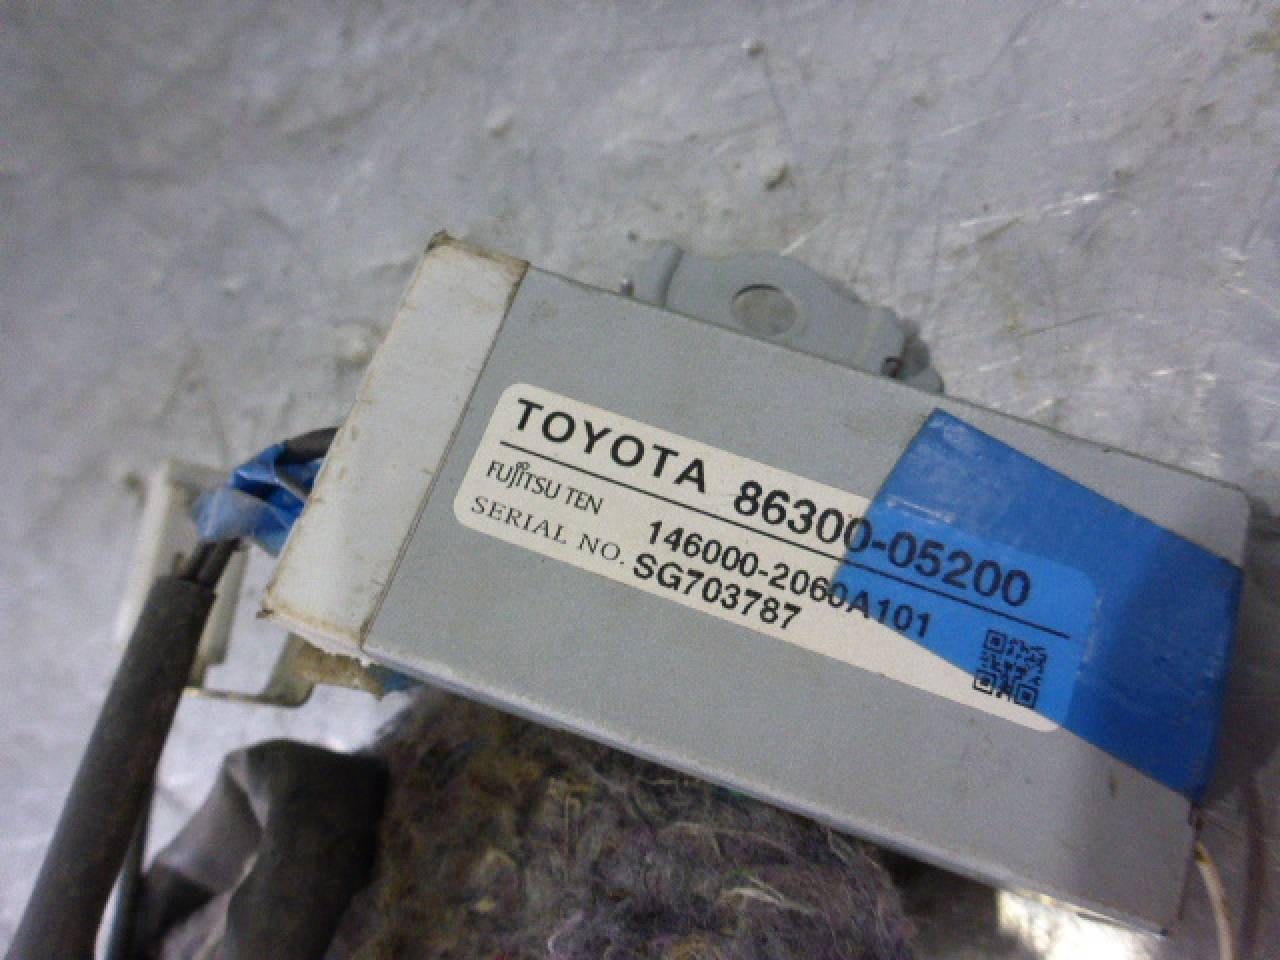 TOYOTA 86300-05200
FUJITSU TEN 146000-2060A101
SERIAL NO. SG703787